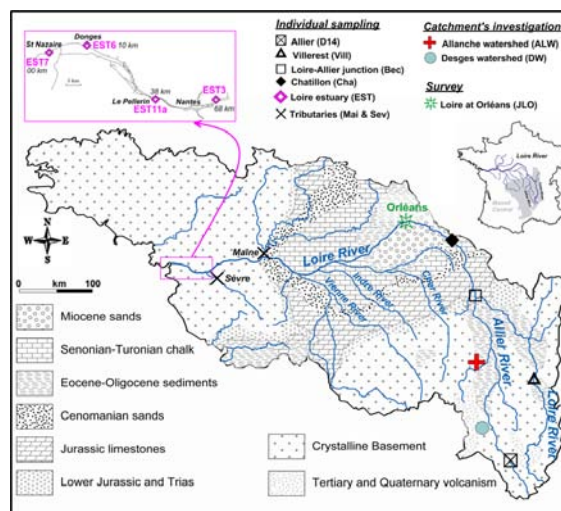 St Nazaire
Donges
EST6
10 km
EST7
00 km
5 km
38 km
EST3
Le Pellerin
EST11a
Nantes
68 km
Individual sampling
Allier (D14)
Villerest (Vill)
Loire-Allier junction (Bec)
Chatillon (Cha)
Loire estuary (EST)
Tributaries (Mai & Sev)
Catchment's investigation
Allanche watershed (ALW)
Desges watershed (DW)
Survey
Loire at Orléans (JLO)
Loire River
Massif
Central
N
W E
S
0 km 100
Orléans
Maine
Loire River
Sèvre
Vienne River
Indre River
Cher River
Allier River
Loire River
Miocene sands
Senonian-Turonian chalk
Eocene-Oligocene sediments
Cenomanian sands
Jurassic limestones
Lower Jurassic and Trias
Crystalline Basement
Tertiary and Quaternary volcanism